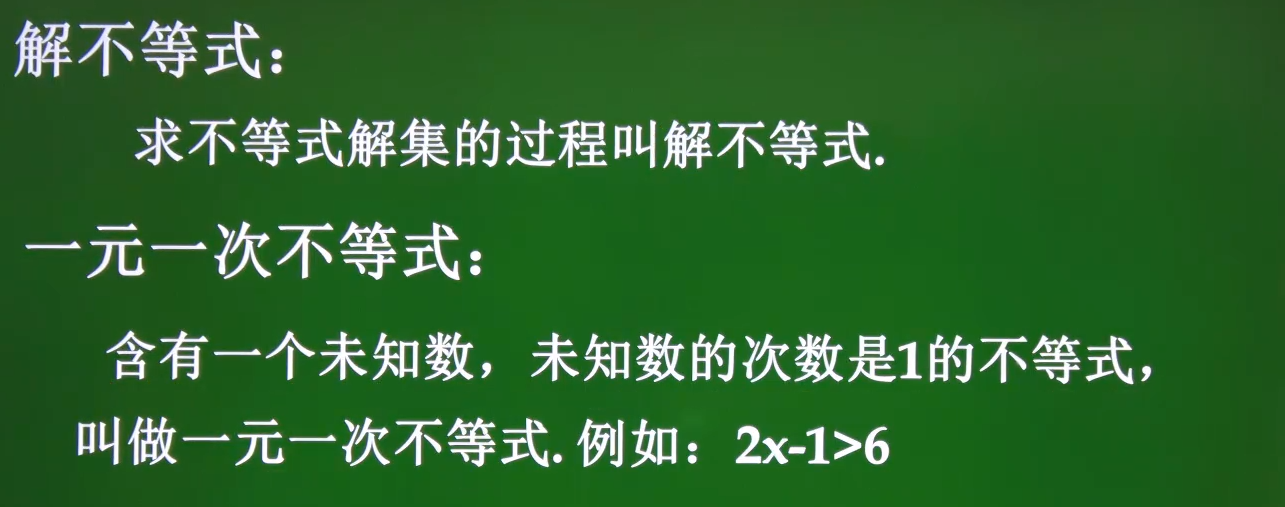 解不等式：
求不等式解集的过程叫解不等式.
一元一次不等式：
含有一个未知数，未知数的次数是1的不等式，
叫做一元一次不等式. 例如：2x-1>6